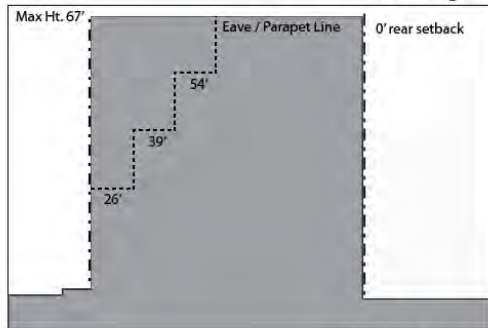 Max Ht. 67'
Eave / Parapet Line
0' rear setback
54'
39'
26'